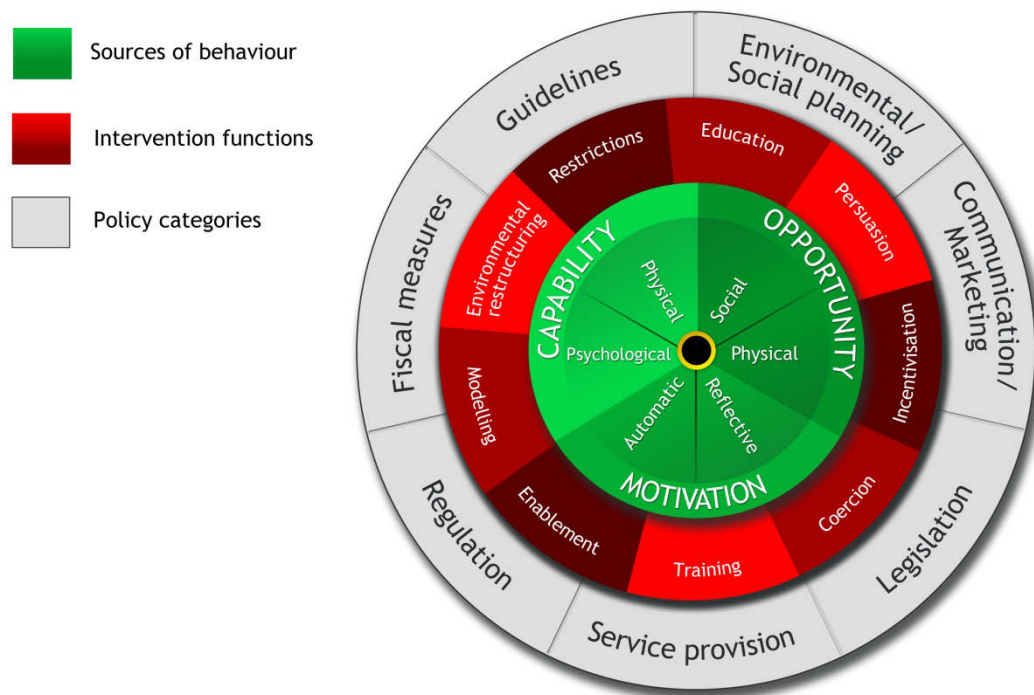 Sources of behaviour
Intervention functions
Policy categories
Guidelines
Environmental/
Social planning
Communication/
Marketing
Legislation
Service provision
Regulation
Fiscal measures
Restrictions
Education
Persuasion
Incentivisation
Coercion
Training
Enablement
Modelling
Environmental
restructuring
CAPABILITY
OPPORTUNITY
MOTIVATION
Physical
Social
Psychological
Physical
Automatic
Reflective